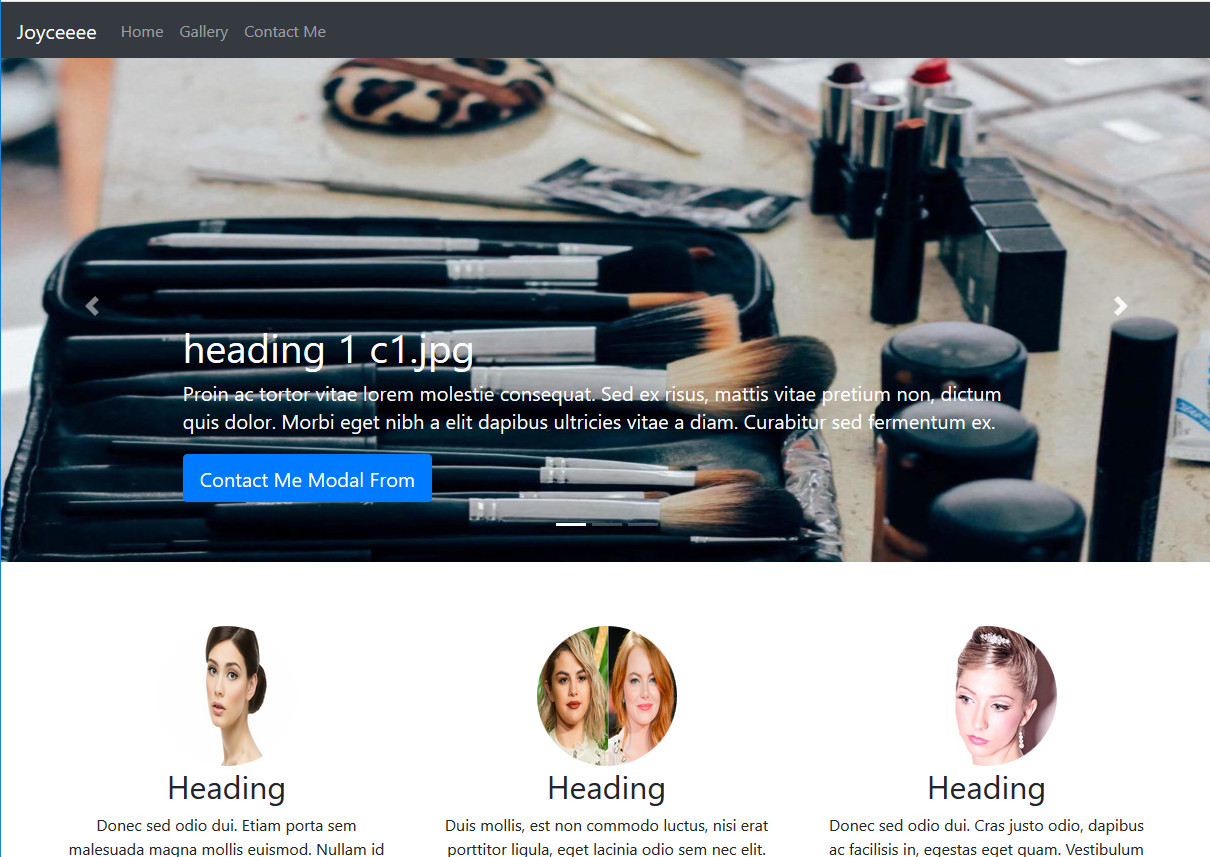 Joyceeee Home Gallery Contact Me
heading 1 c1.jpg
Proin ac tortor vitae lorem molestie consequat. Sed ex risus, mattis vitae pretium non, dictum
quis dolor. Morbi eget nibh a elit dapibus ultricies vitae a diam. Curabitur sed fermentum ex.
Contact Me Modal From
Heading
Donec sed odio dui. Etiam porta sem
malesuada magna mollis euismod. Nullam id
Heading
Duis mollis, est non commodo luctus, nisi erat
porttitor ligula, eget lacinia odio sem nec elit.
Heading
Donec sed odio dui. Cras justo odio, dapibus
ac facilisis in, egestas eget quam. Vestibulum